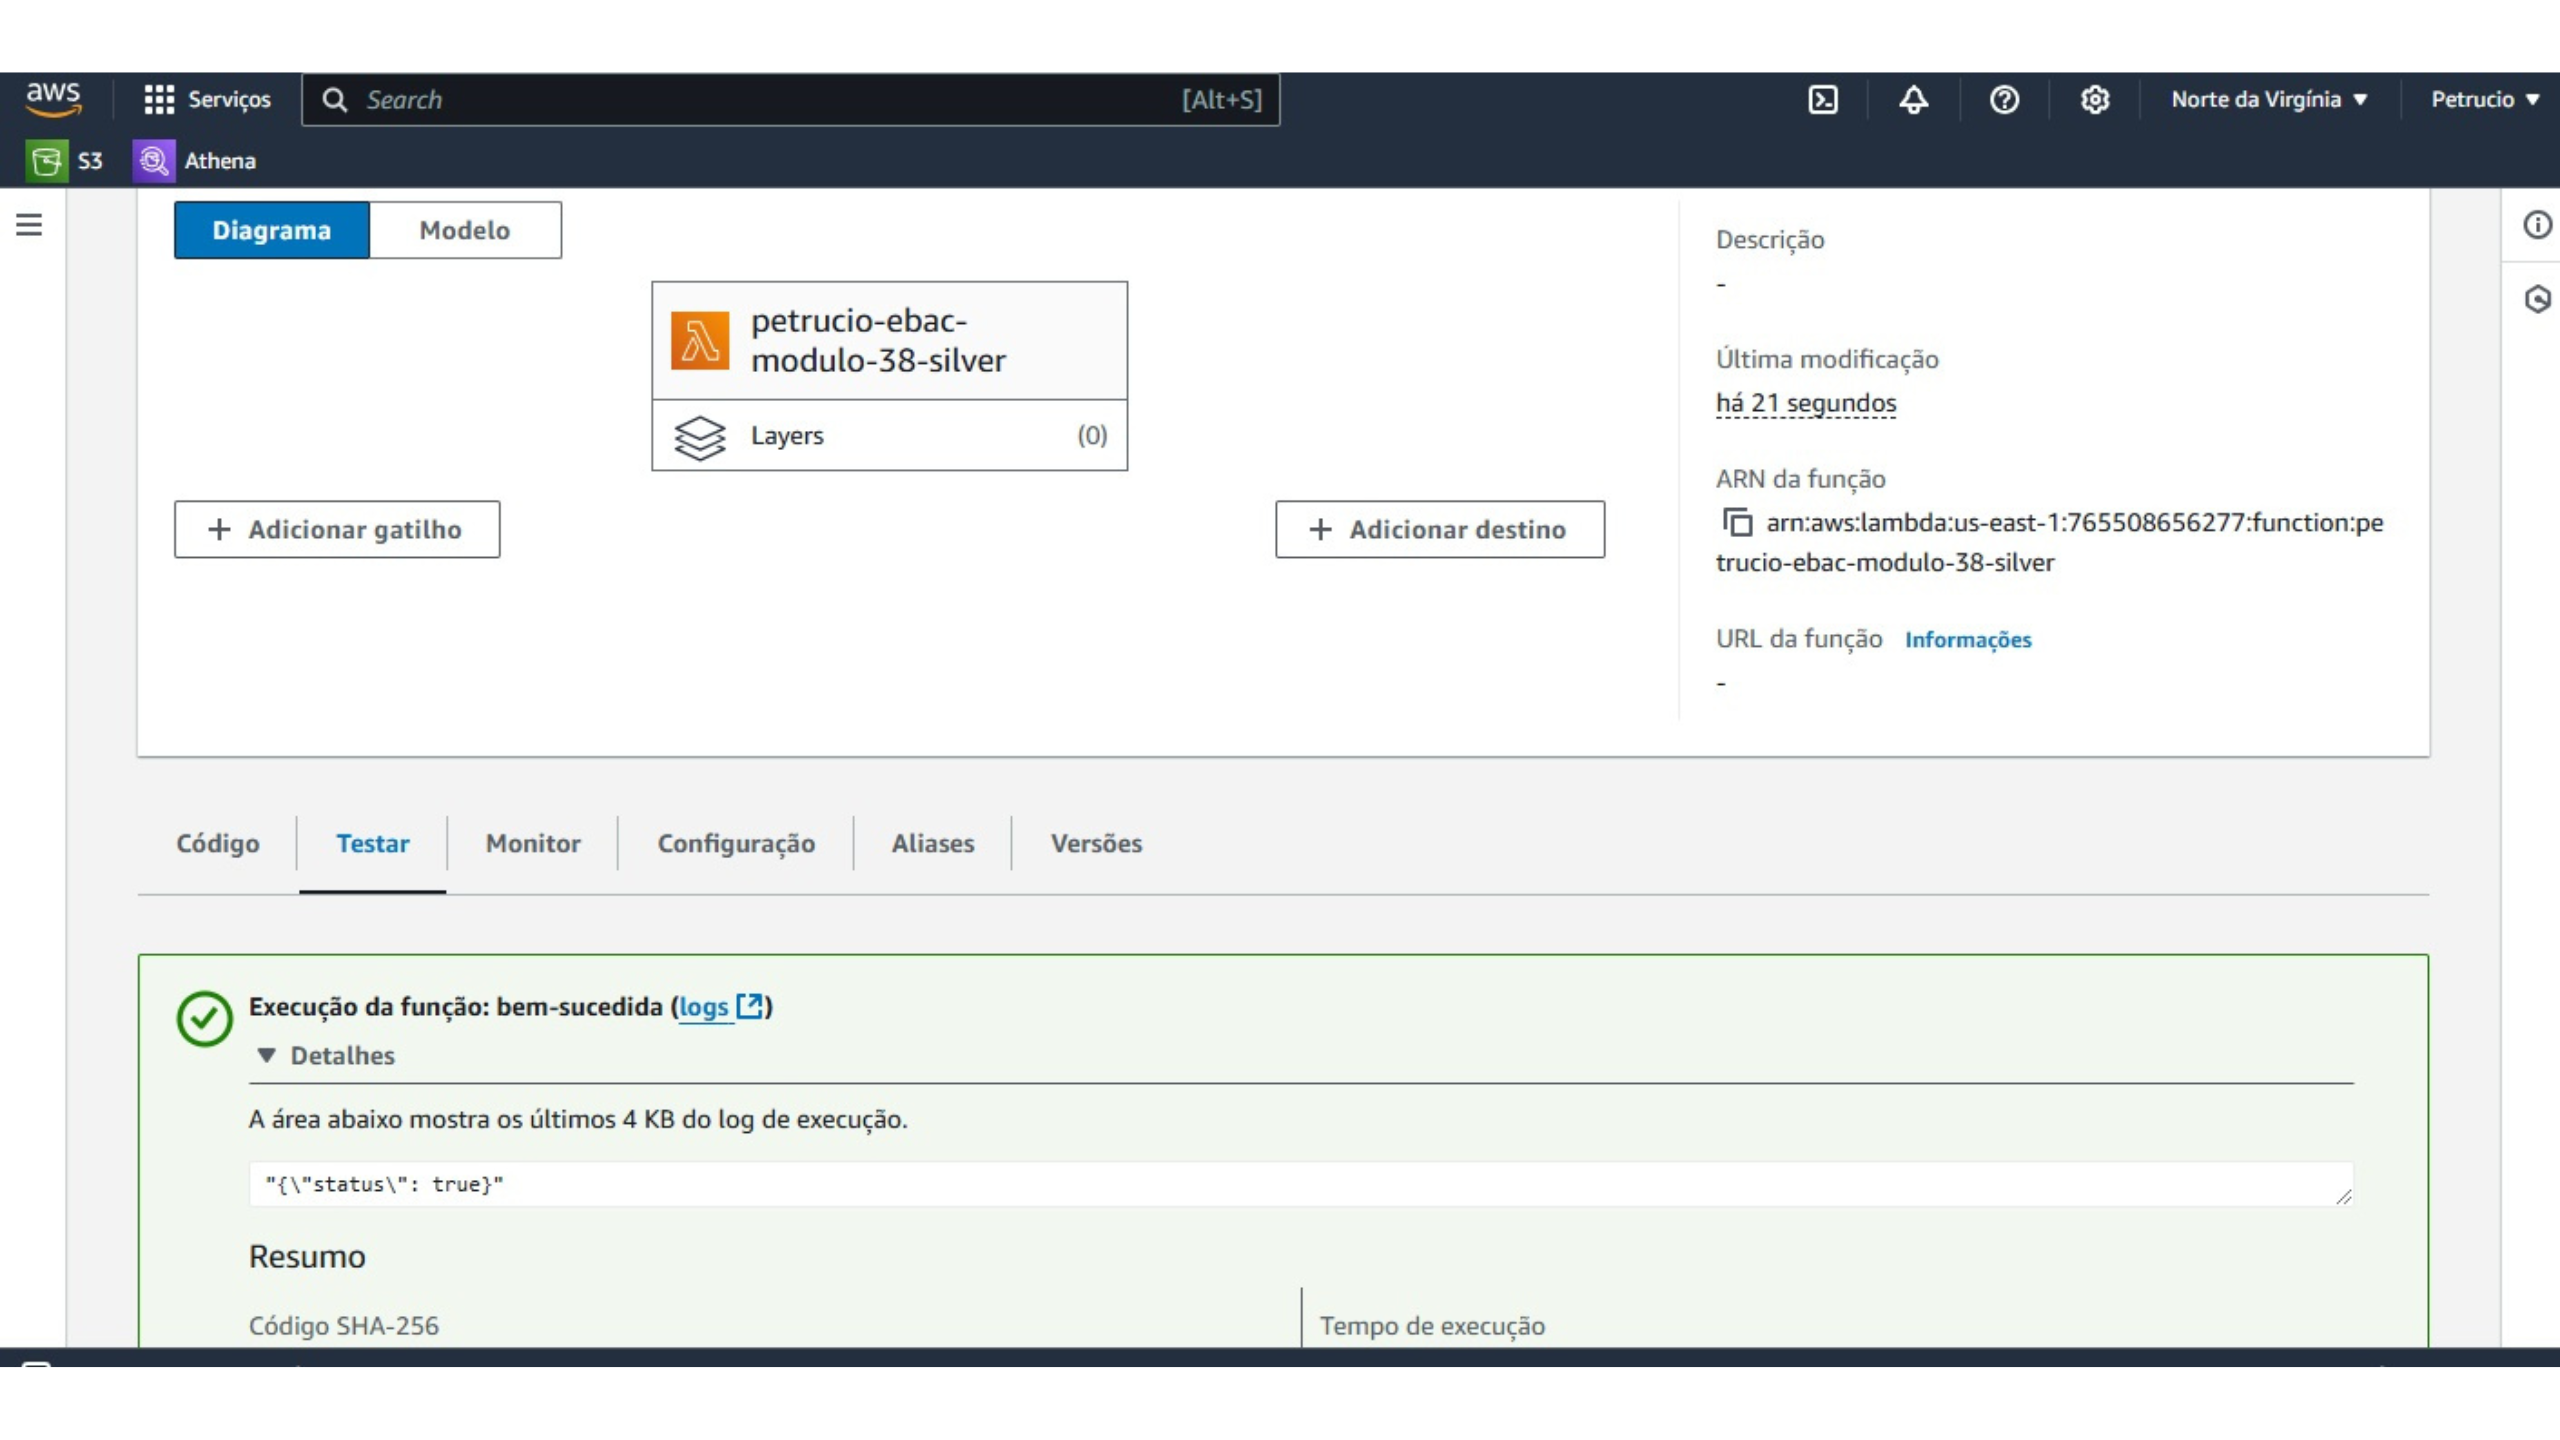 aws
Serviços
Search
[Alt+S]
Norte da Virgínia
Petrucio
S3
Athena
Diagrama
Modelo
petrucio-ebac-
modulo-38-silver
Layers
(0)
+ Adicionar gatilho
+ Adicionar destino
Descrição
-
Última modificação
há 21 segundos
ARN da função
arn:aws:lambda:us-east-1:765508656277:function:pe
trucio-ebac-modulo-38-silver
URL da função Informações
-
Código
Testar
Monitor
Configuração
Aliases
Versões
Execução da função: bem-sucedida (logs)
Detalhes
A área abaixo mostra os últimos 4 KB do log de execução.
"{\"status\": true}"
Resumo
Código SHA-256
Tempo de execução